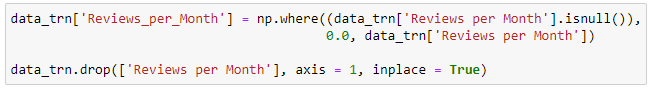 data_trn['Reviews_per_Month'] = np.where((data_trn['Reviews per Month'].isnull()),
0.0, data_trn['Reviews per Month'])
data_trn.drop(['Reviews per Month'], axis = 1, inplace = True)